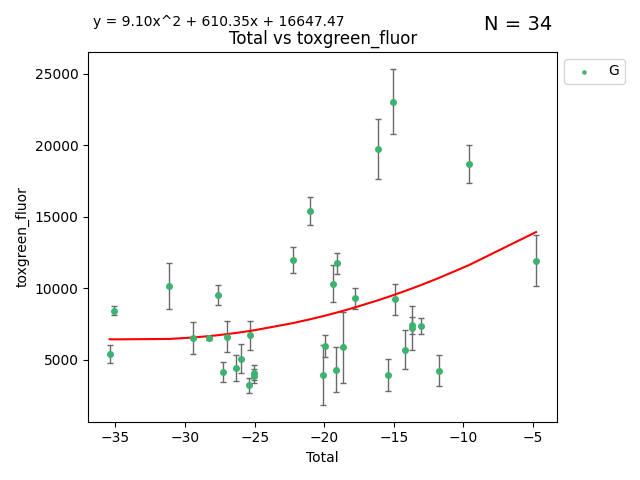 y = 9.10x^2 + 610.35x + 16647.47
N = 34
Total vs toxgreen_fluor
G
25000
20000
15000
10000
5000
toxgreen_fluor
−35
−30
−25
−20
−15
−10
−5
Total